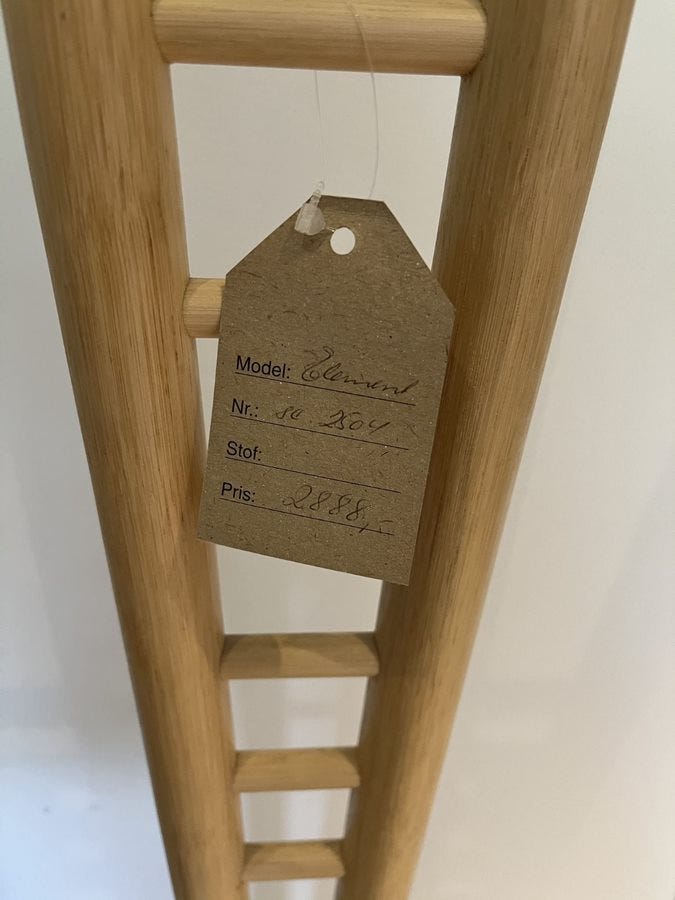 Model: Element
Nr.: sc. 2504
Stof:
Pris: 2888,-